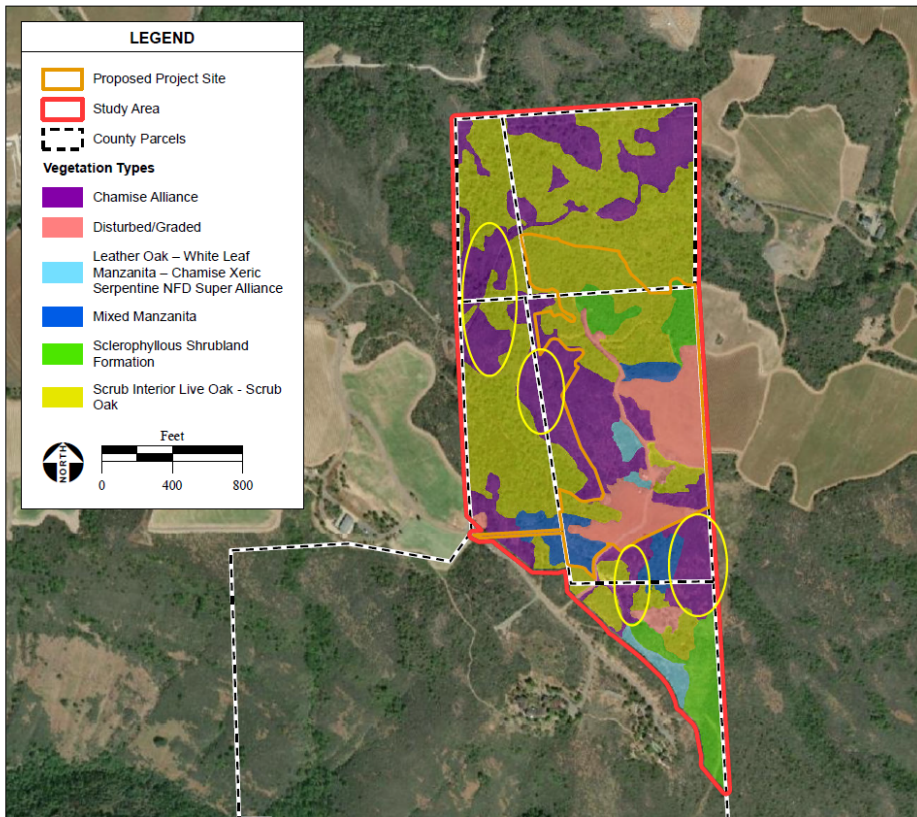 LEGEND
Proposed Project Site
Study Area
County Parcels
Vegetation Types
Chamise Alliance
Disturbed/Graded
Leather Oak – White Leaf
Manzanita – Chamise Xeric
Serpentine NFD Super Alliance
Mixed Manzanita
Sclerophyllous Shrubland
Formation
Scrub Interior Live Oak - Scrub
Oak
NORTH
Feet
0 400 800